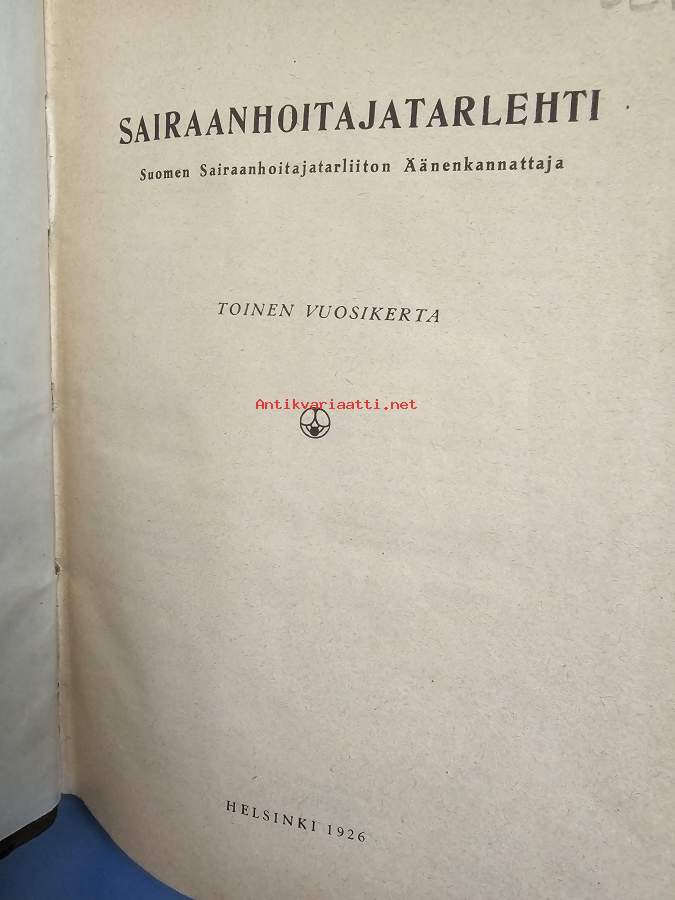 SAIRAANHOITAJATARLEHTI
Suomen Sairaanhoitajatarliiton Äänenkannattaja
TOINEN VUOSIKERTA
Antikvariaatti.net
HELSINKI 1926